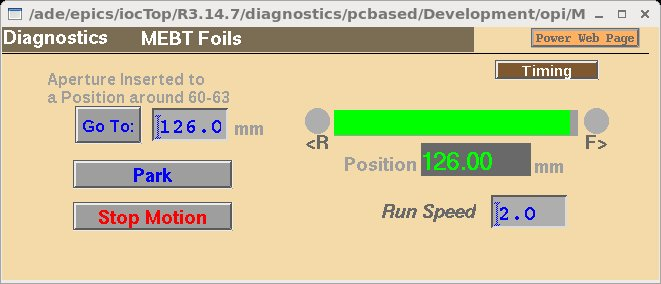 /ade/epics/iocTop/R3.14.7/diagnostics/pcbased/Development/opi/M
Diagnostics MEBT Foils
Power Web Page
Timing
Aperture Inserted to
a Position around 60-63
Go To: 126.0 mm
<R F>
Position 126.00 mm
Park
Run Speed 2.0
Stop Motion